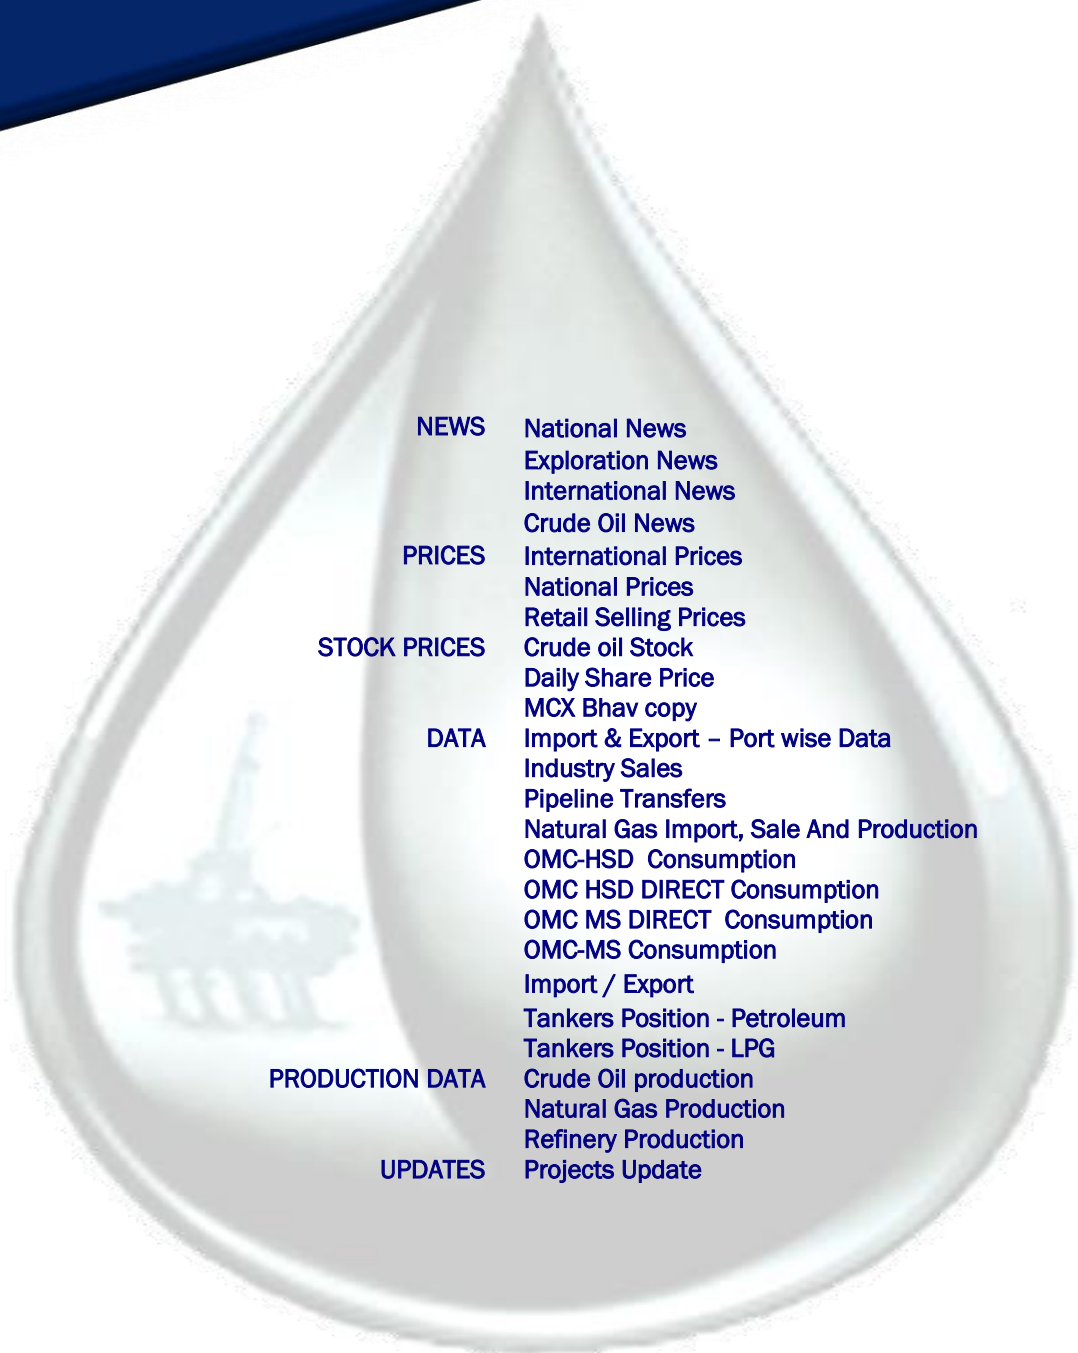 NEWS National News
Exploration News
International News
Crude Oil News
PRICES International Prices
National Prices
Retail Selling Prices
STOCK PRICES Crude oil Stock
Daily Share Price
MCX Bhav copy
DATA Import & Export – Port wise Data
Industry Sales
Pipeline Transfers
Natural Gas Import, Sale And Production
OMC-HSD  Consumption
OMC HSD DIRECT Consumption
OMC MS DIRECT  Consumption
OMC-MS Consumption
Import / Export
Tankers Position - Petroleum
Tankers Position - LPG
PRODUCTION DATA Crude Oil production
Natural Gas Production
Refinery Production
UPDATES Projects Update